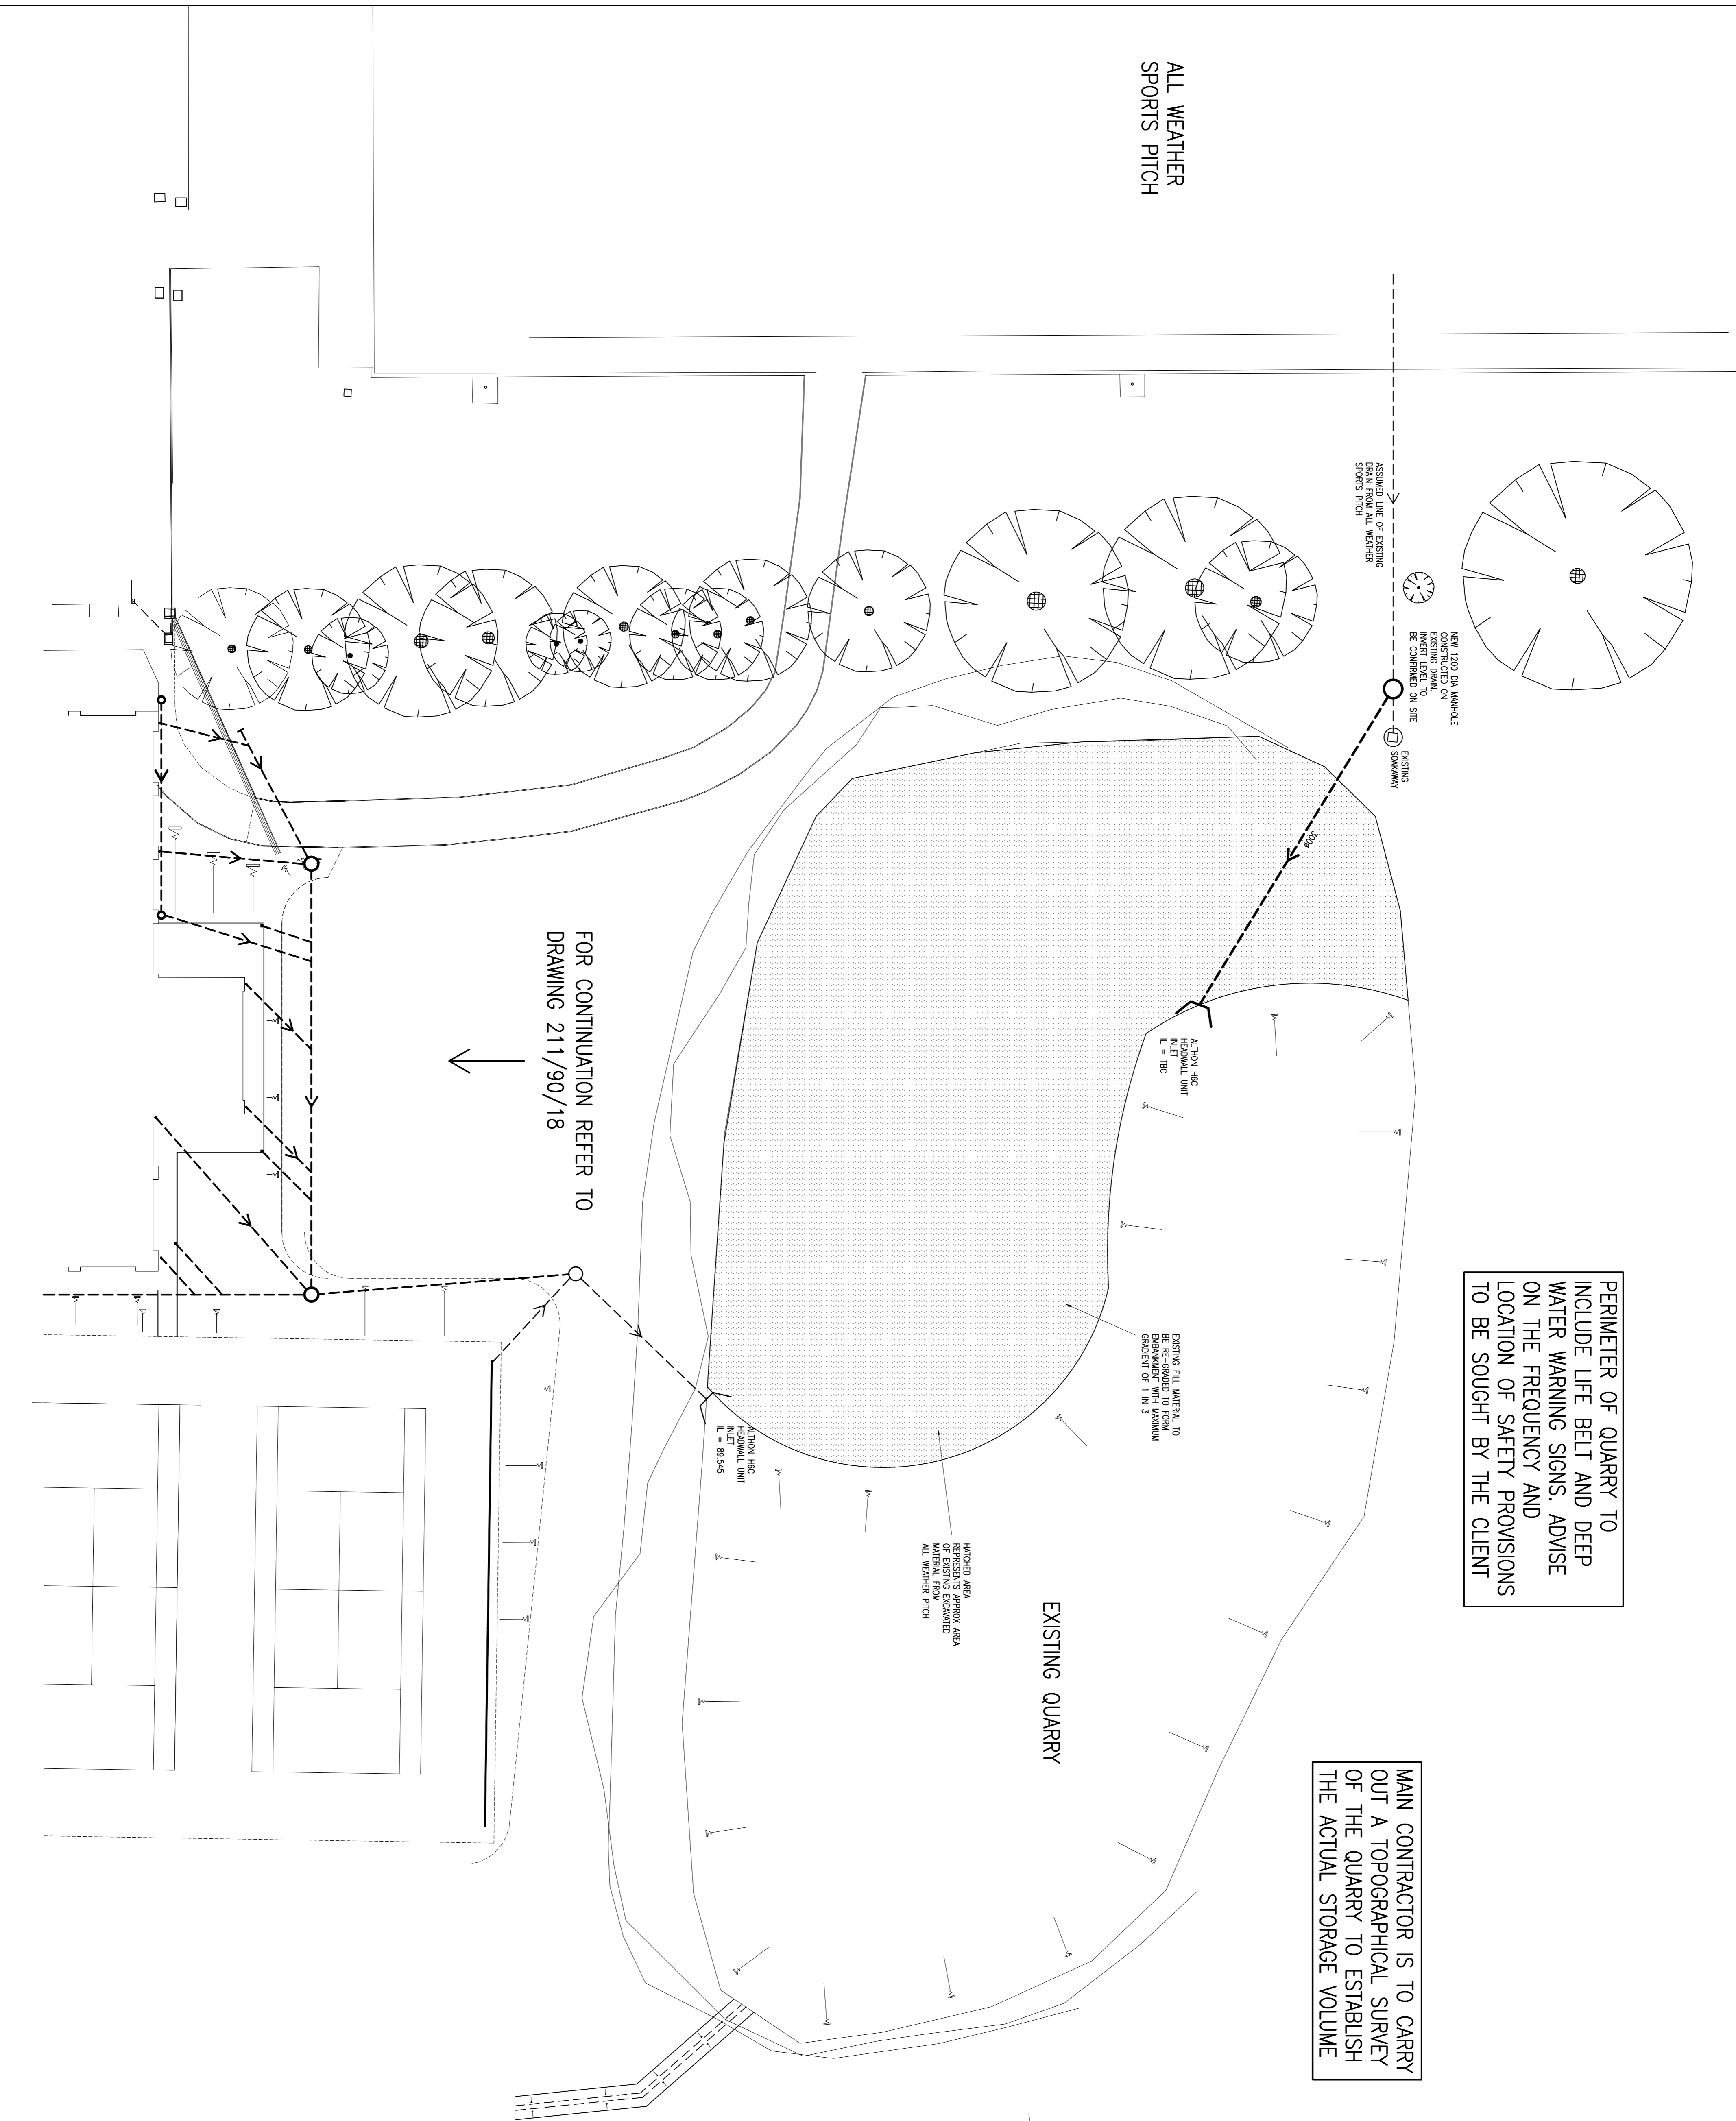 ALL WEATHER
SPORTS PITCH
ASSUMED LINE OF EXISTING
DRAIN FROM ALL WEATHER
SPORTS PITCH
NEW 1200 DIA MANHOLE
CONSTRUCTED ON
EXISTING DRAIN.
INVERT LEVEL TO
BE CONFIRMED ON SITE
EXISTING
SOAKAWAY
300ø
ALTHON H6C
HEADWALL UNIT
INLET
IL = TBC
FOR CONTINUATION REFER TO
DRAWING 211/90/18
PERIMETER OF QUARRY TO
INCLUDE LIFE BELT AND DEEP
WATER WARNING SIGNS. ADVISE
ON THE FREQUENCY AND
LOCATION OF SAFETY PROVISIONS
TO BE SOUGHT BY THE CLIENT
EXISTING FILL MATERIAL TO
BE RE-GRADED TO FORM
EMBANKMENT WITH MAXIMUM
GRADIENT OF 1 IN 3
ALTHON H6C
HEADWALL UNIT
INLET
IL = 89.545
HATCHED AREA
REPRESENTS APPROX AREA
OF EXISTING EXCAVATED
MATERIAL FROM
ALL WEATHER PITCH
EXISTING QUARRY
MAIN CONTRACTOR IS TO CARRY
OUT A TOPOGRAPHICAL SURVEY
OF THE QUARRY TO ESTABLISH
THE ACTUAL STORAGE VOLUME